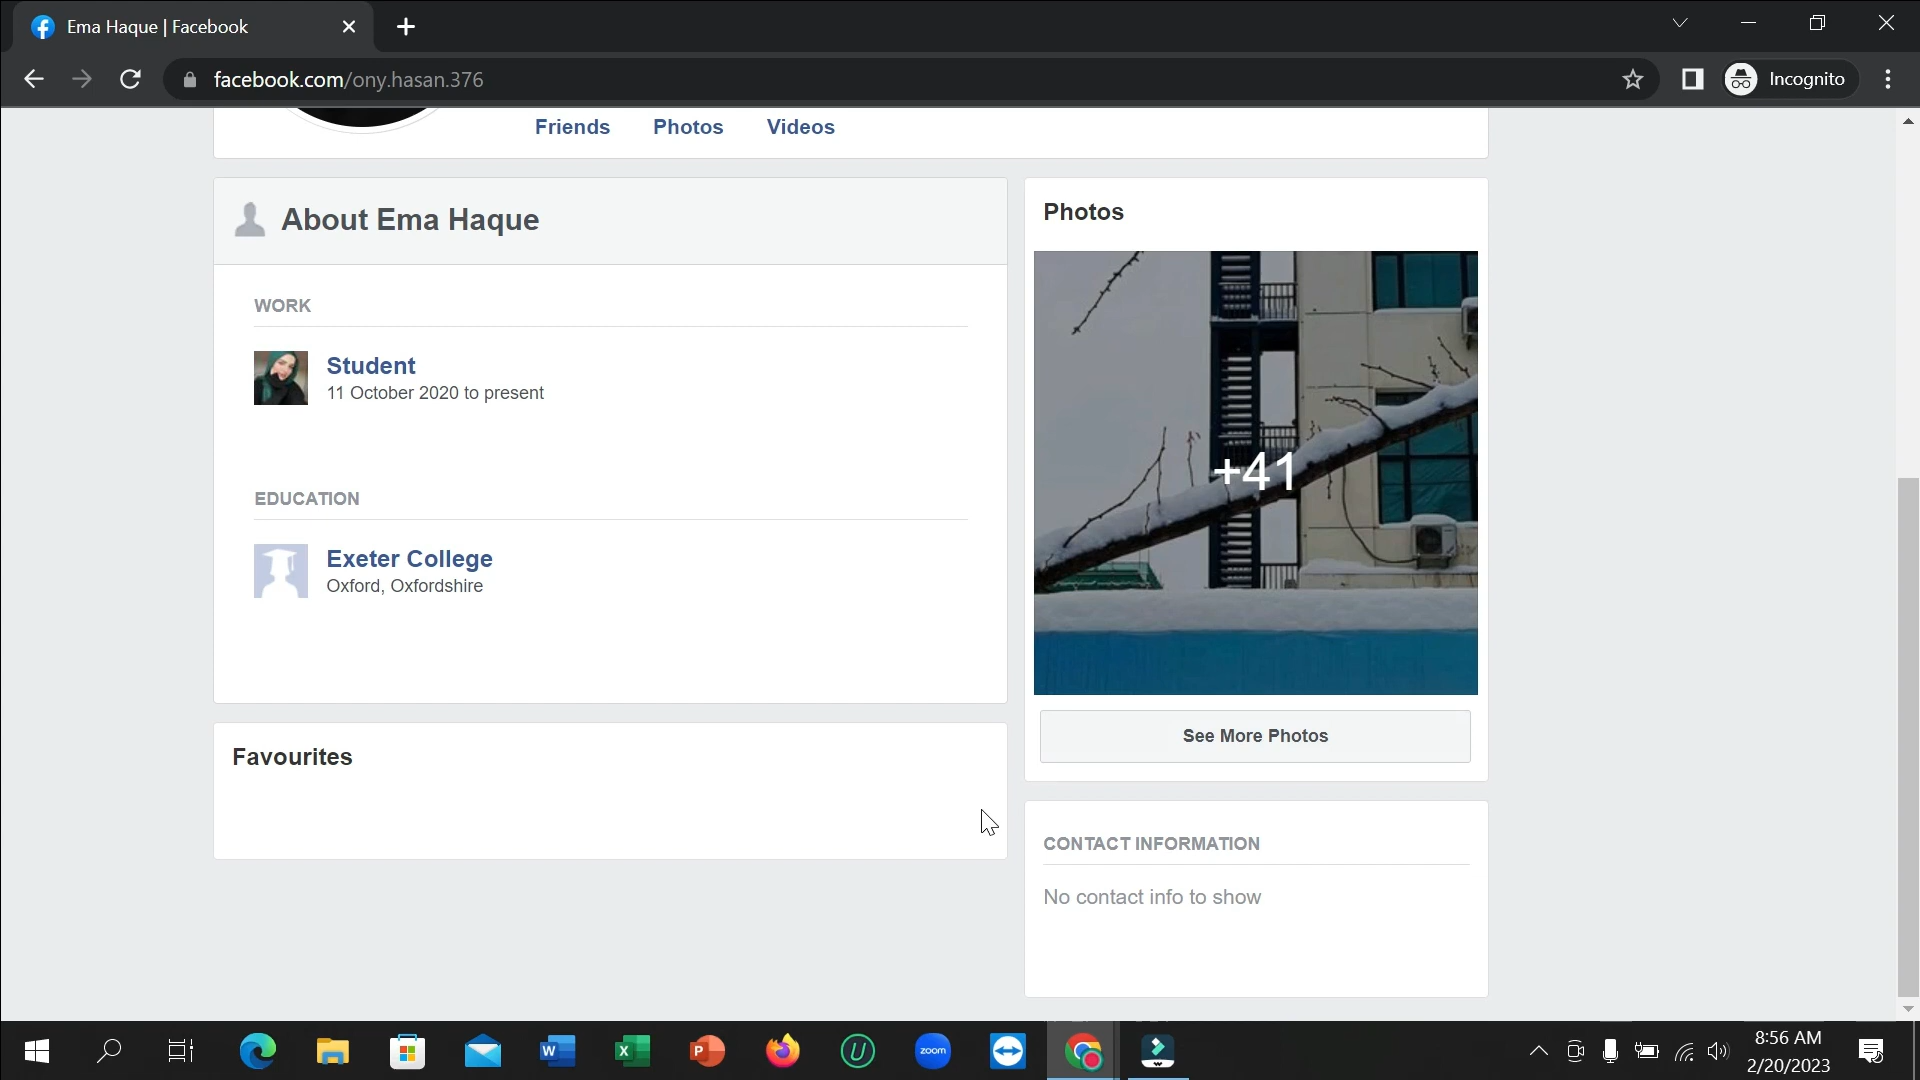 Ema Haque | Facebook
facebook.com/ony.hasan.376
Incognito
Friends
Photos
Videos
About Ema Haque
WORK
Student
11 October 2020 to present
EDUCATION
Exeter College
Oxford, Oxfordshire
Favourites
Photos
+41
See More Photos
CONTACT INFORMATION
No contact info to show
zoom
8:56 AM
2/20/2023